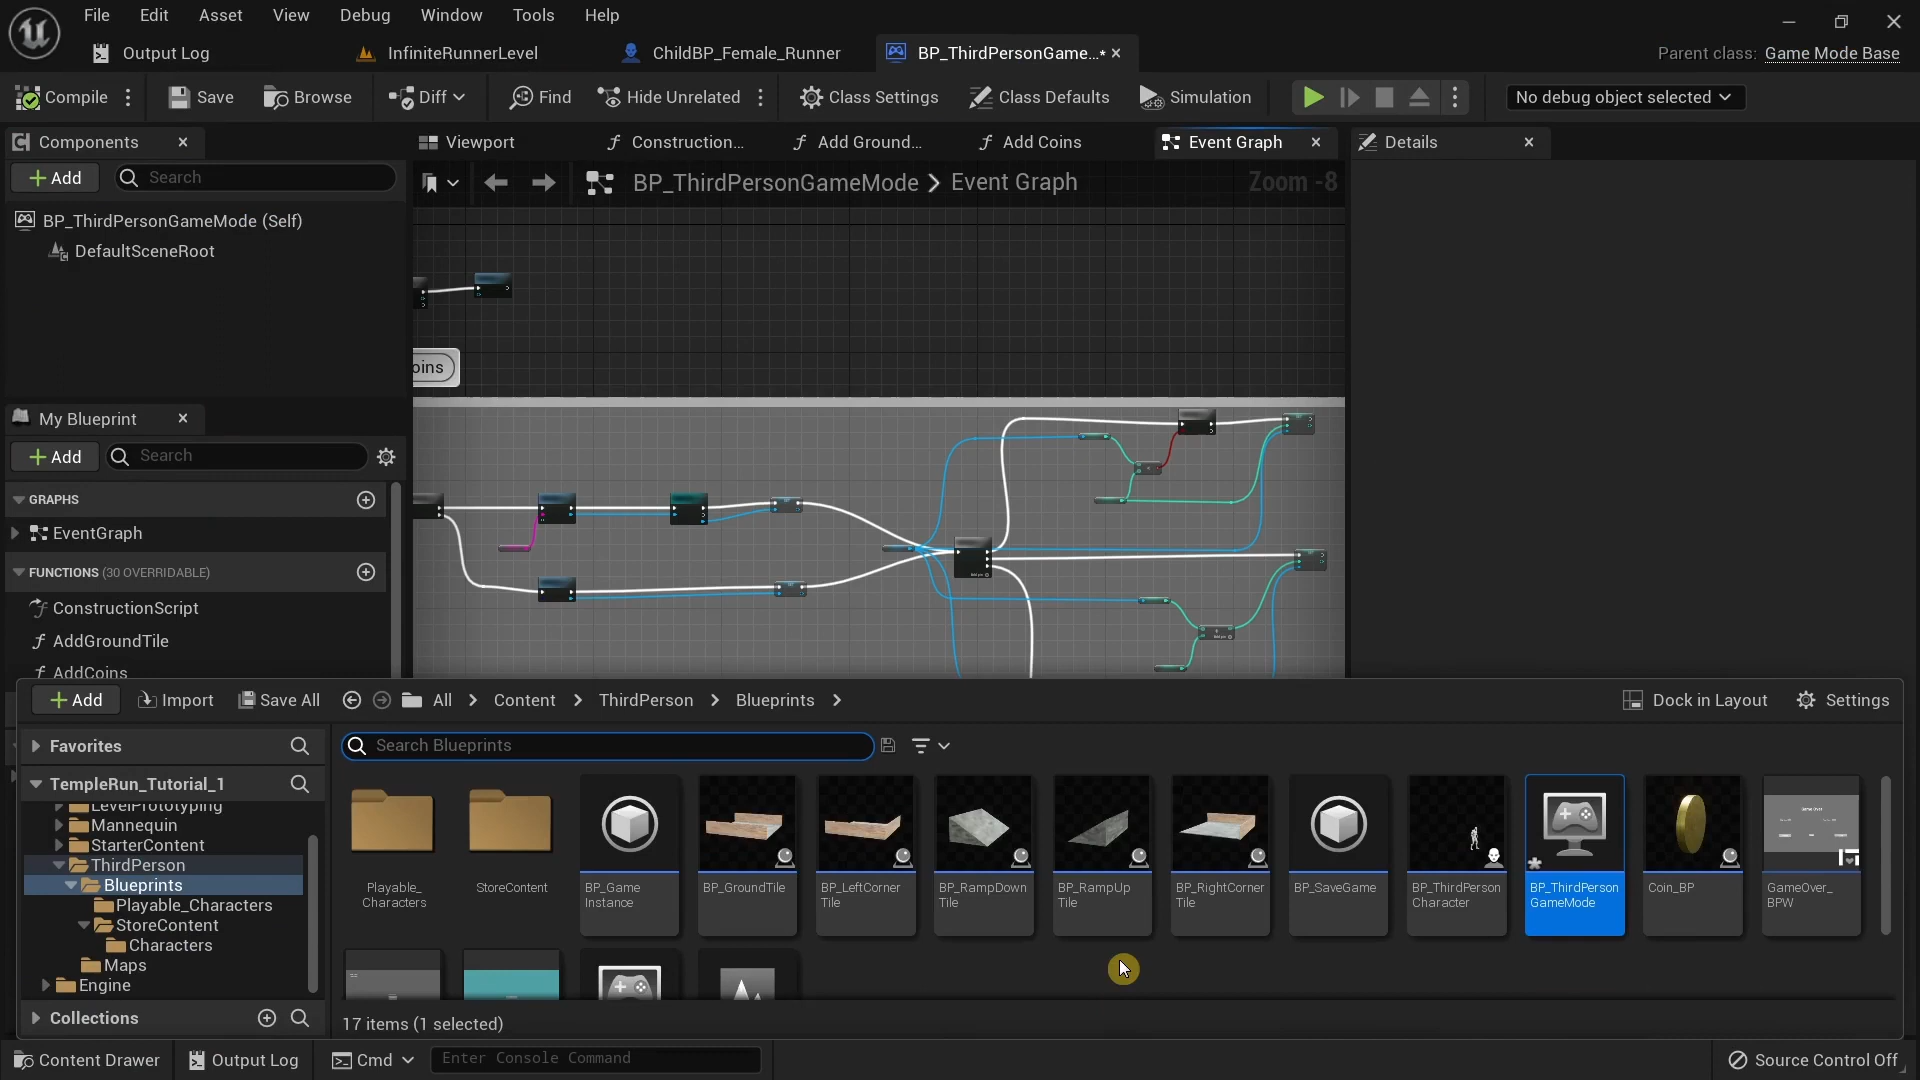 File Edit Asset View Debug Window Tools Help
Output Log InfiniteRunnerLevel ChildBP_Female_Runner BP_ThirdPersonGame...* Parent class: Game Mode Base
Compile Save Browse Diff Find Hide Unrelated Class Settings Class Defaults Simulation No debug object selected
Components Viewport Construction... Add Ground... Add Coins Event Graph Details
Add Search BP_ThirdPersonGameMode > Event Graph Zoom -8
BP_ThirdPersonGameMode (Self)
DefaultSceneRoot
oins
My Blueprint
Add Search
GRAPHS
EventGraph
FUNCTIONS (30 OVERRIDABLE)
ConstructionScript
AddGroundTile
AddCoins
Add Import Save All All > Content > ThirdPerson > Blueprints > Dock in Layout Settings
Favorites Search Blueprints
TempleRun_Tutorial_1
LevelPrototyping
Mannequin
StarterContent
ThirdPerson
Blueprints
Playable_Characters
StoreContent
Characters
Maps
Engine
Collections
Playable_
Characters
StoreContent
BP_Game
Instance
BP_GroundTile
BP_LeftCorner
Tile
BP_RampDown
Tile
BP_RampUp
Tile
BP_RightCorner
Tile
BP_SaveGame
BP_ThirdPerson
Character
BP_ThirdPerson
GameMode
Coin_BP
GameOver_
BPW
17 items (1 selected)
Content Drawer Output Log Cmd Enter Console Command Source Control Off